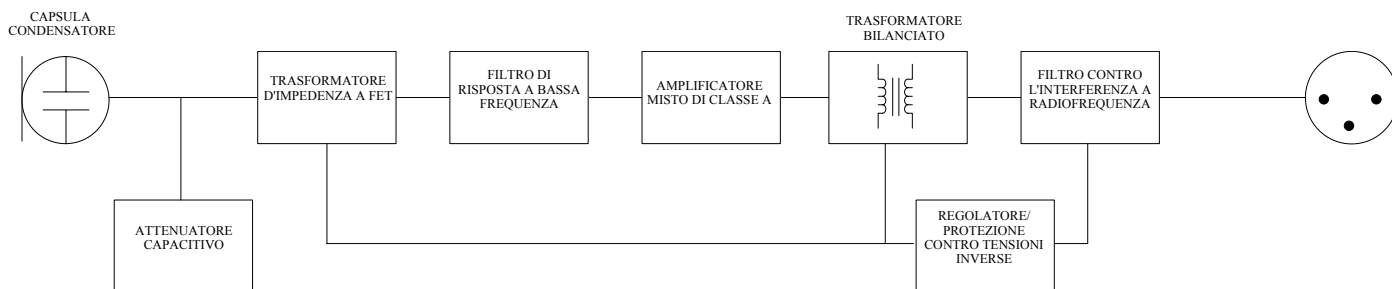 CAPSULA
CONDENSATORE
TRASFORMATORE
D'IMPEDENZA A FET
FILTRO DI
RISPOSTA A BASSA
FREQUENZA
AMPLIFICATORE
MISTO DI CLASSE A
TRASFORMATORE
BILANCIATO
FILTRO CONTRO
L'INTERFERENZA A
RADIOFREQUENZA
ATTENUATORE
CAPACITIVO
REGOLATORE/
PROTEZIONE
CONTRO TENSIONI
INVERSE